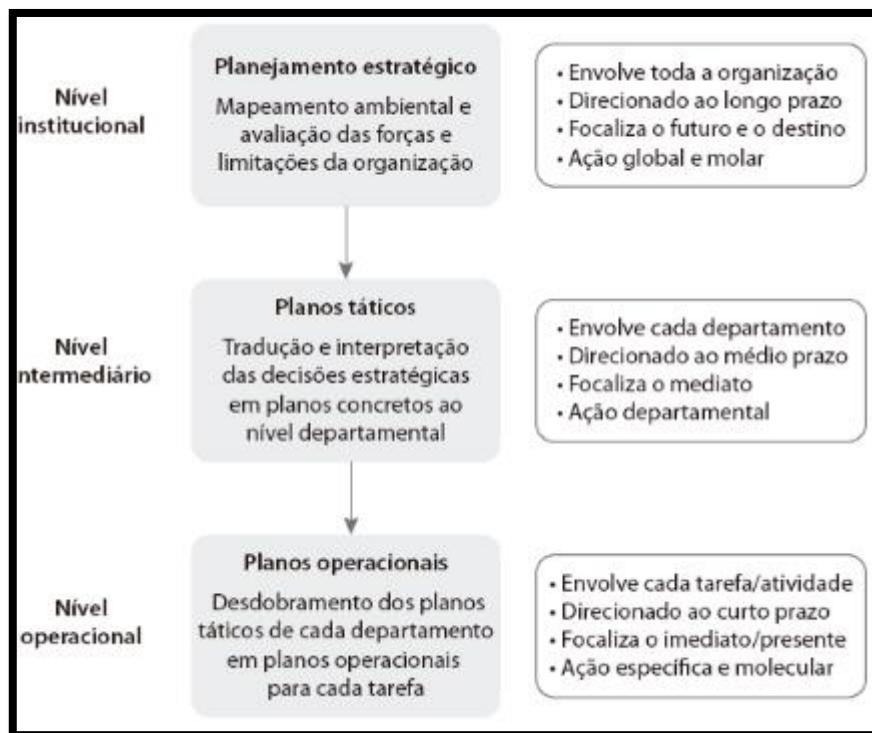 Nível
institucional
Planejamento estratégico
Mapeamento ambiental e
avaliação das forças e
limitações da organização
• Envolve toda a organização
• Direcionado ao longo prazo
• Focaliza o futuro e o destino
• Ação global e molar
Nível
ntermediário
Planos táticos
Tradução e interpretação
das decisões estratégicas
em planos concretos ao
nível departamental
• Envolve cada departamento
• Direcionado ao médio prazo
• Focaliza o mediato
• Ação departamental
Nível
operacional
Planos operacionais
Desdobramento dos planos
táticos de cada departamento
em planos operacionais
para cada tarefa
• Envolve cada tarefa/atividade
• Direcionado ao curto prazo
• Focaliza o imediato/presente
• Ação específica e molecular